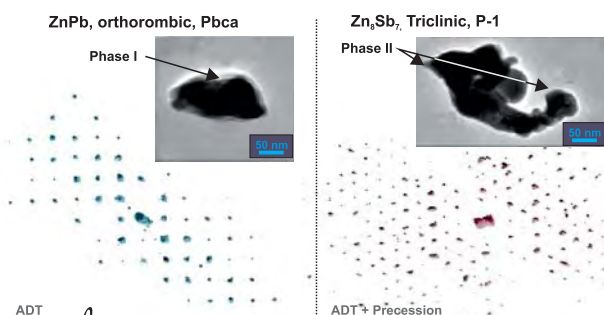 ZnPb, orthorombic, Pbca
Phase I
50 nm
ADT
Zn₈Sb₇, Triclinic, P-1
Phase II
50 nm
ADT + Precession